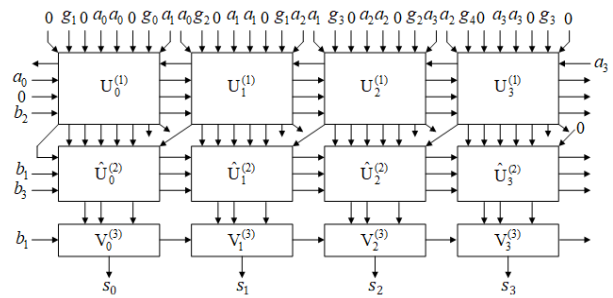 0 g₁ 0 a₀ a₀ 0 g₀ a₁ a₀ g₂ 0 a₁ a₁ 0 g₁ a₂ a₁ g₃ 0 a₂ a₂ 0 g₂ a₃ a₂ g₄ 0 a₃ a₃ 0 g₃ 0
U₀⁽¹⁾ U₁⁽¹⁾ U₂⁽¹⁾ U₃⁽¹⁾ a₃
a₀
0
b₂
0
b₁ Û₀⁽²⁾ Û₁⁽²⁾ Û₂⁽²⁾ Û₃⁽²⁾
b₃
b₁ V₀⁽³⁾ V₁⁽³⁾ V₂⁽³⁾ V₃⁽³⁾
s₀ s₁ s₂ s₃